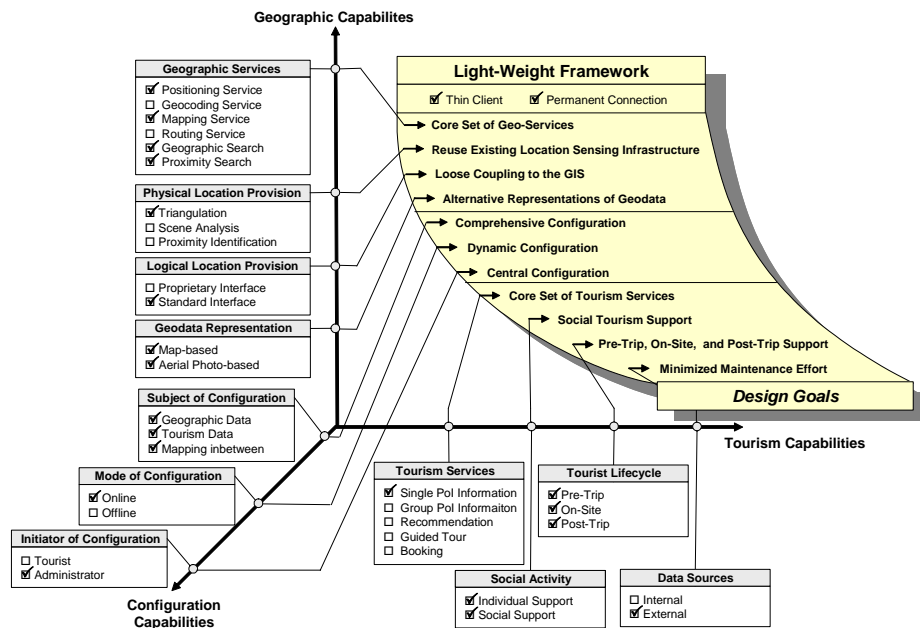 Geographic Capabilites
Geographic Services
Positioning Service
Geocoding Service
Mapping Service
Routing Service
Geographic Search
Proximity Search
Physical Location Provision
Triangulation
Scene Analysis
Proximity Identification
Logical Location Provision
Proprietary Interface
Standard Interface
Geodata Representation
Map-based
Aerial Photo-based
Subject of Configuration
Geographic Data
Tourism Data
Mapping inbetween
Mode of Configuration
Online
Offline
Initiator of Configuration
Tourist
Administrator
Configuration
Capabilities
Light-Weight Framework
Thin Client
Permanent Connection
Core Set of Geo-Services
Reuse Existing Location Sensing Infrastructure
Loose Coupling to the GIS
Alternative Representations of Geodata
Comprehensive Configuration
Dynamic Configuration
Central Configuration
Core Set of Tourism Services
Social Tourism Support
Pre-Trip, On-Site, and Post-Trip Support
Minimized Maintenance Effort
Design Goals
Tourism Capabilities
Tourism Services
Single PoI Information
Group PoI Informaiton
Recommendation
Guided Tour
Booking
Tourist Lifecycle
Pre-Trip
On-Site
Post-Trip
Social Activity
Individual Support
Social Support
Data Sources
Internal
External